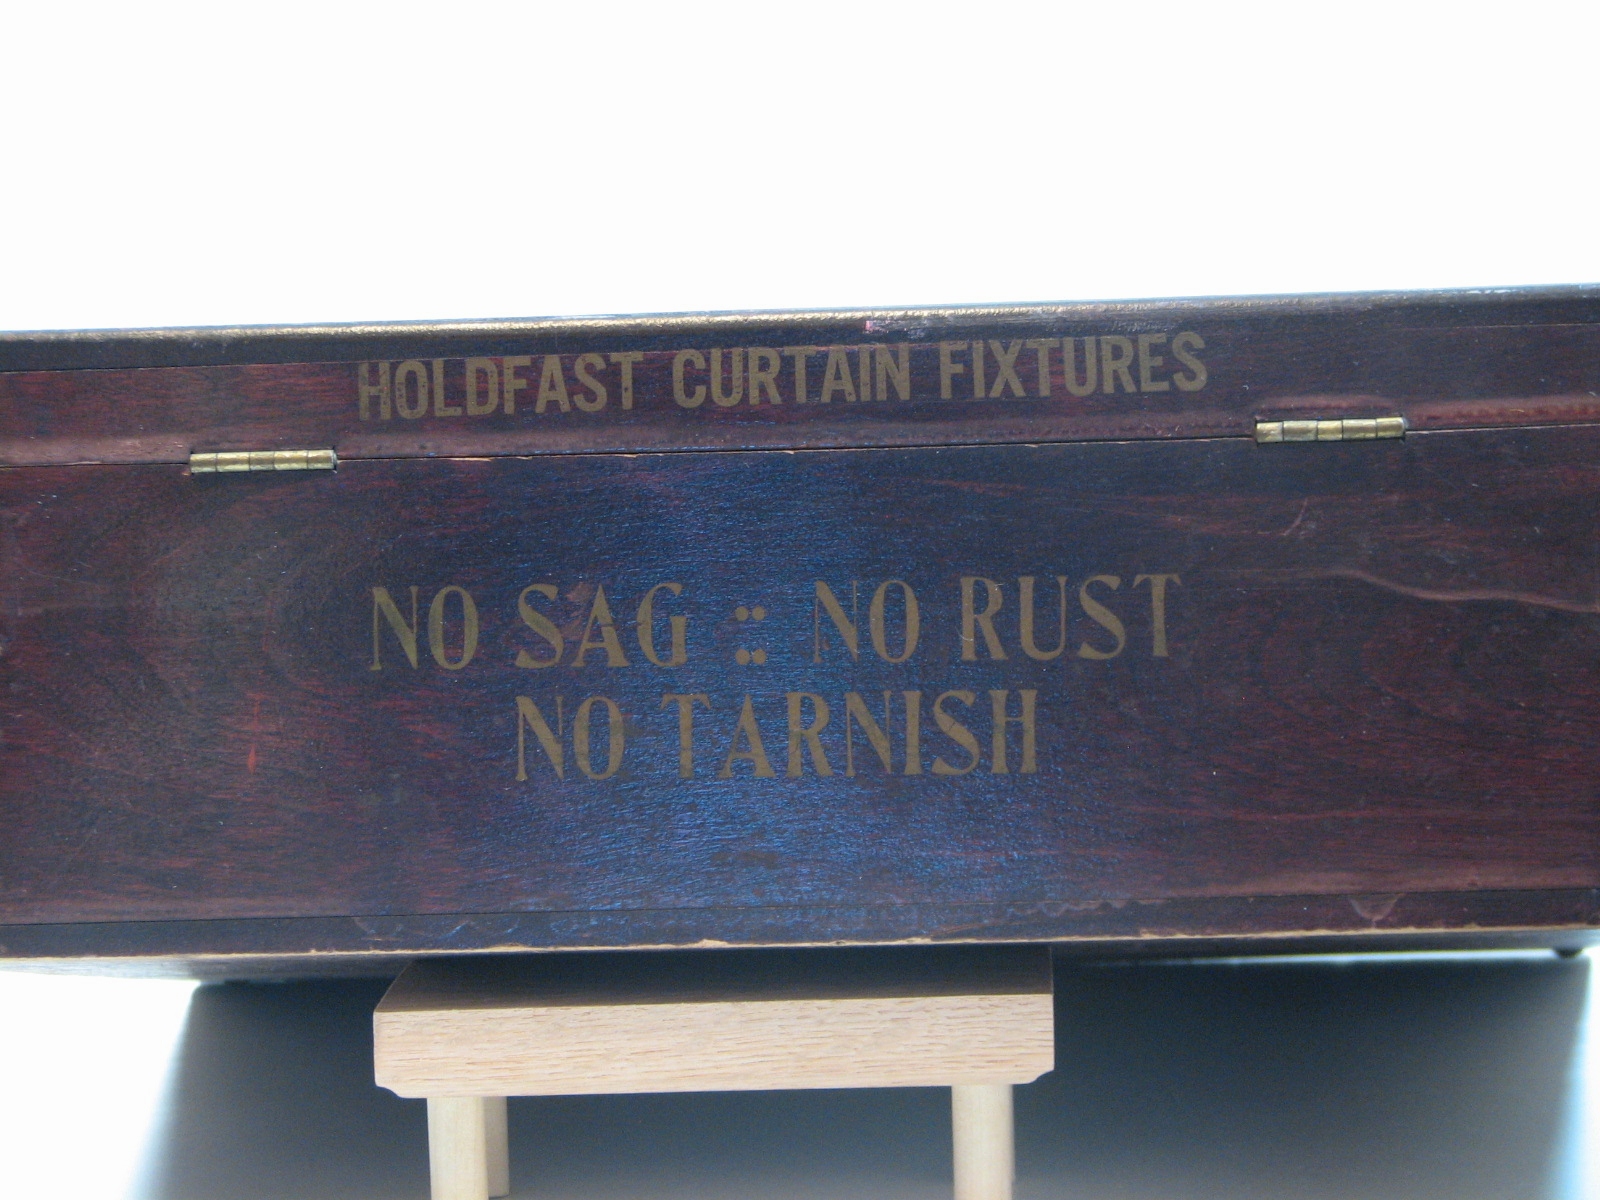 HOLDFAST CURTAIN FIXTURES
NO SAG :: NO RUST
NO TARNISH